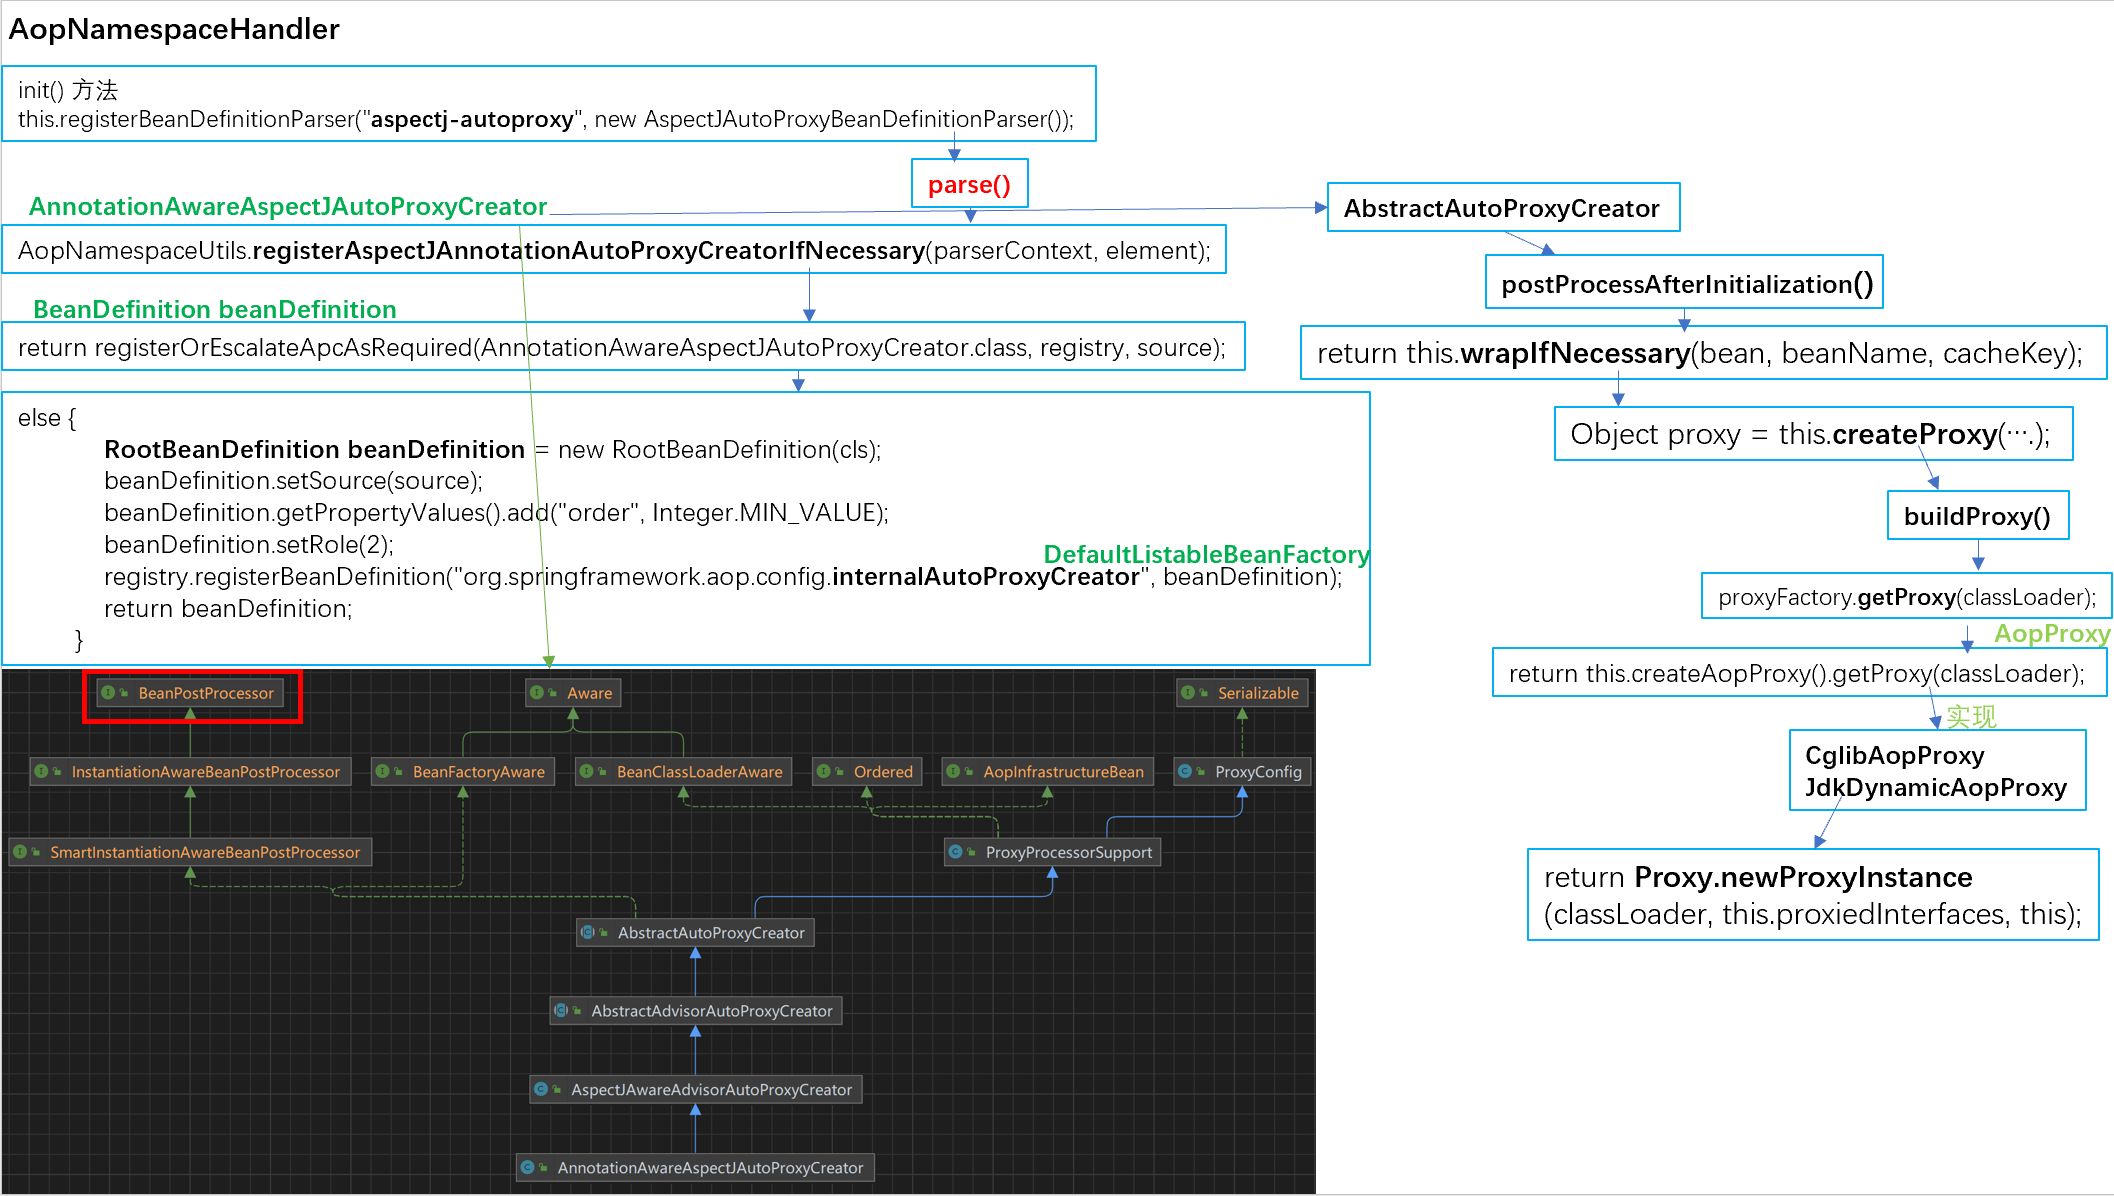 AopNamespaceHandler
init() 方法
this.registerBeanDefinitionParser("aspectj-autoproxy", new AspectJAutoProxyBeanDefinitionParser());
parse()
AnnotationAwareAspectJAutoProxyCreator
AopNamespaceUtils.registerAspectJAnnotationAutoProxyCreatorIfNecessary(parserContext, element);
BeanDefinition beanDefinition
return registerOrEscalateApcAsRequired(AnnotationAwareAspectJAutoProxyCreator.class, registry, source);
else {
RootBeanDefinition beanDefinition = new RootBeanDefinition(cls);
beanDefinition.setSource(source);
beanDefinition.getPropertyValues().add("order", Integer.MIN_VALUE);
beanDefinition.setRole(2);
DefaultListableBeanFactory
registry.registerBeanDefinition("org.springframework.aop.config.internalAutoProxyCreator", beanDefinition);
return beanDefinition;
}
AbstractAutoProxyCreator
postProcessAfterInitialization()
return this.wrapIfNecessary(bean, beanName, cacheKey);
Object proxy = this.createProxy(….);
buildProxy()
proxyFactory.getProxy(classLoader);
AopProxy
return this.createAopProxy().getProxy(classLoader);
实现
CglibAopProxy
JdkDynamicAopProxy
return Proxy.newProxyInstance
(classLoader, this.proxiedInterfaces, this);
BeanPostProcessor
Aware
Serializable
InstantiationAwareBeanPostProcessor
BeanFactoryAware
BeanClassLoaderAware
Ordered
AopInfrastructureBean
ProxyConfig
SmartInstantiationAwareBeanPostProcessor
ProxyProcessorSupport
AbstractAutoProxyCreator
AbstractAdvisorAutoProxyCreator
AspectJAwareAdvisorAutoProxyCreator
AnnotationAwareAspectJAutoProxyCreator